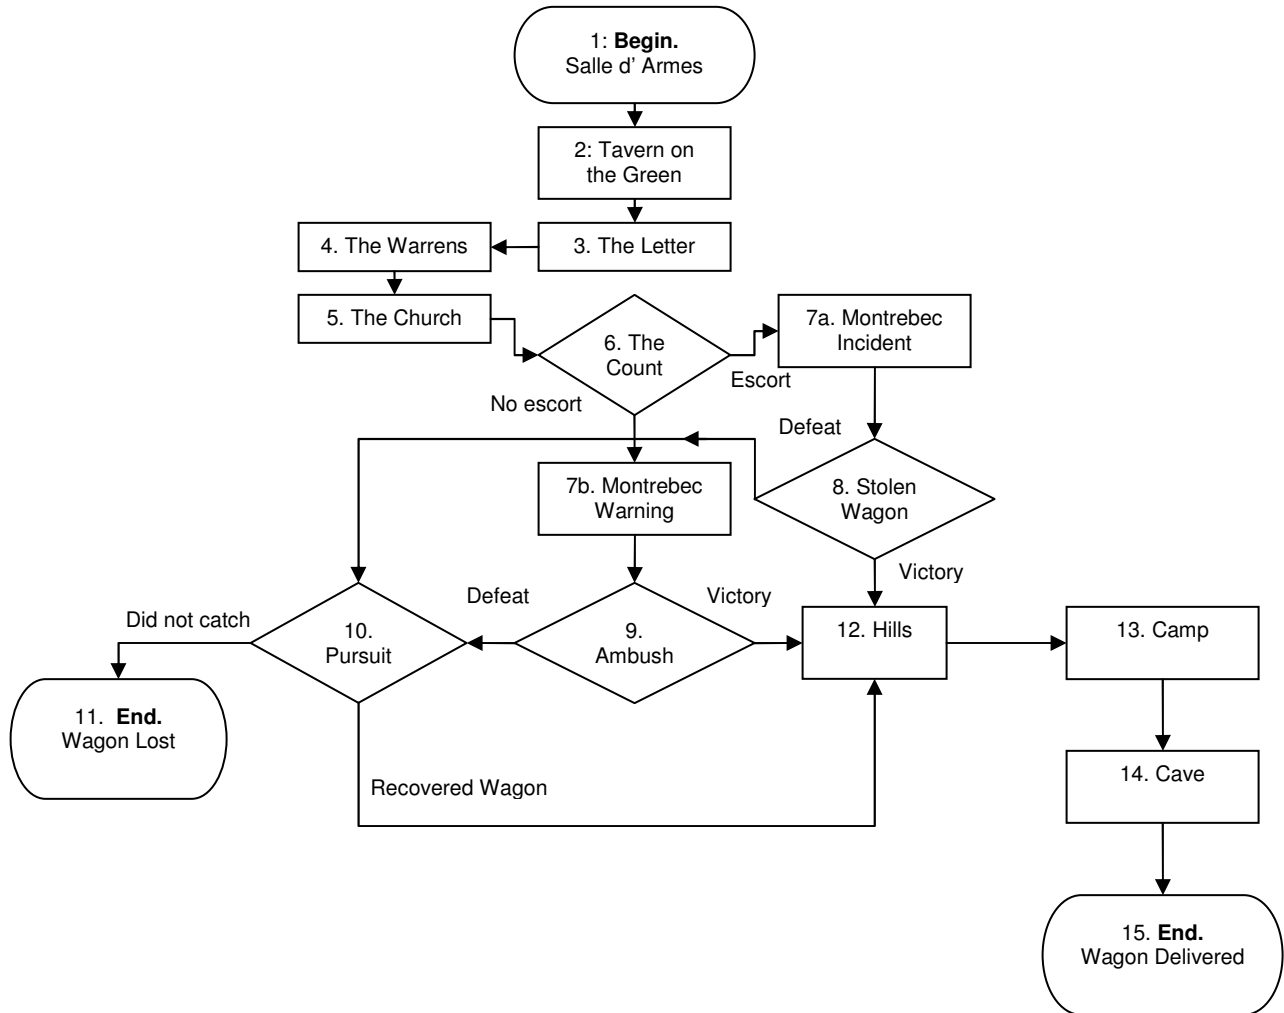 1: Begin.
Salle d' Armes
2: Tavern on
the Green
4. The Warrens
3. The Letter
5. The Church
6. The
Count
7a. Montrebec
Incident
Escort
No escort
Defeat
7b. Montrebec
Warning
8. Stolen
Wagon
Victory
Did not catch
Defeat
Victory
10.
Pursuit
9.
Ambush
12. Hills
13. Camp
11. End.
Wagon Lost
Recovered Wagon
14. Cave
15. End.
Wagon Delivered